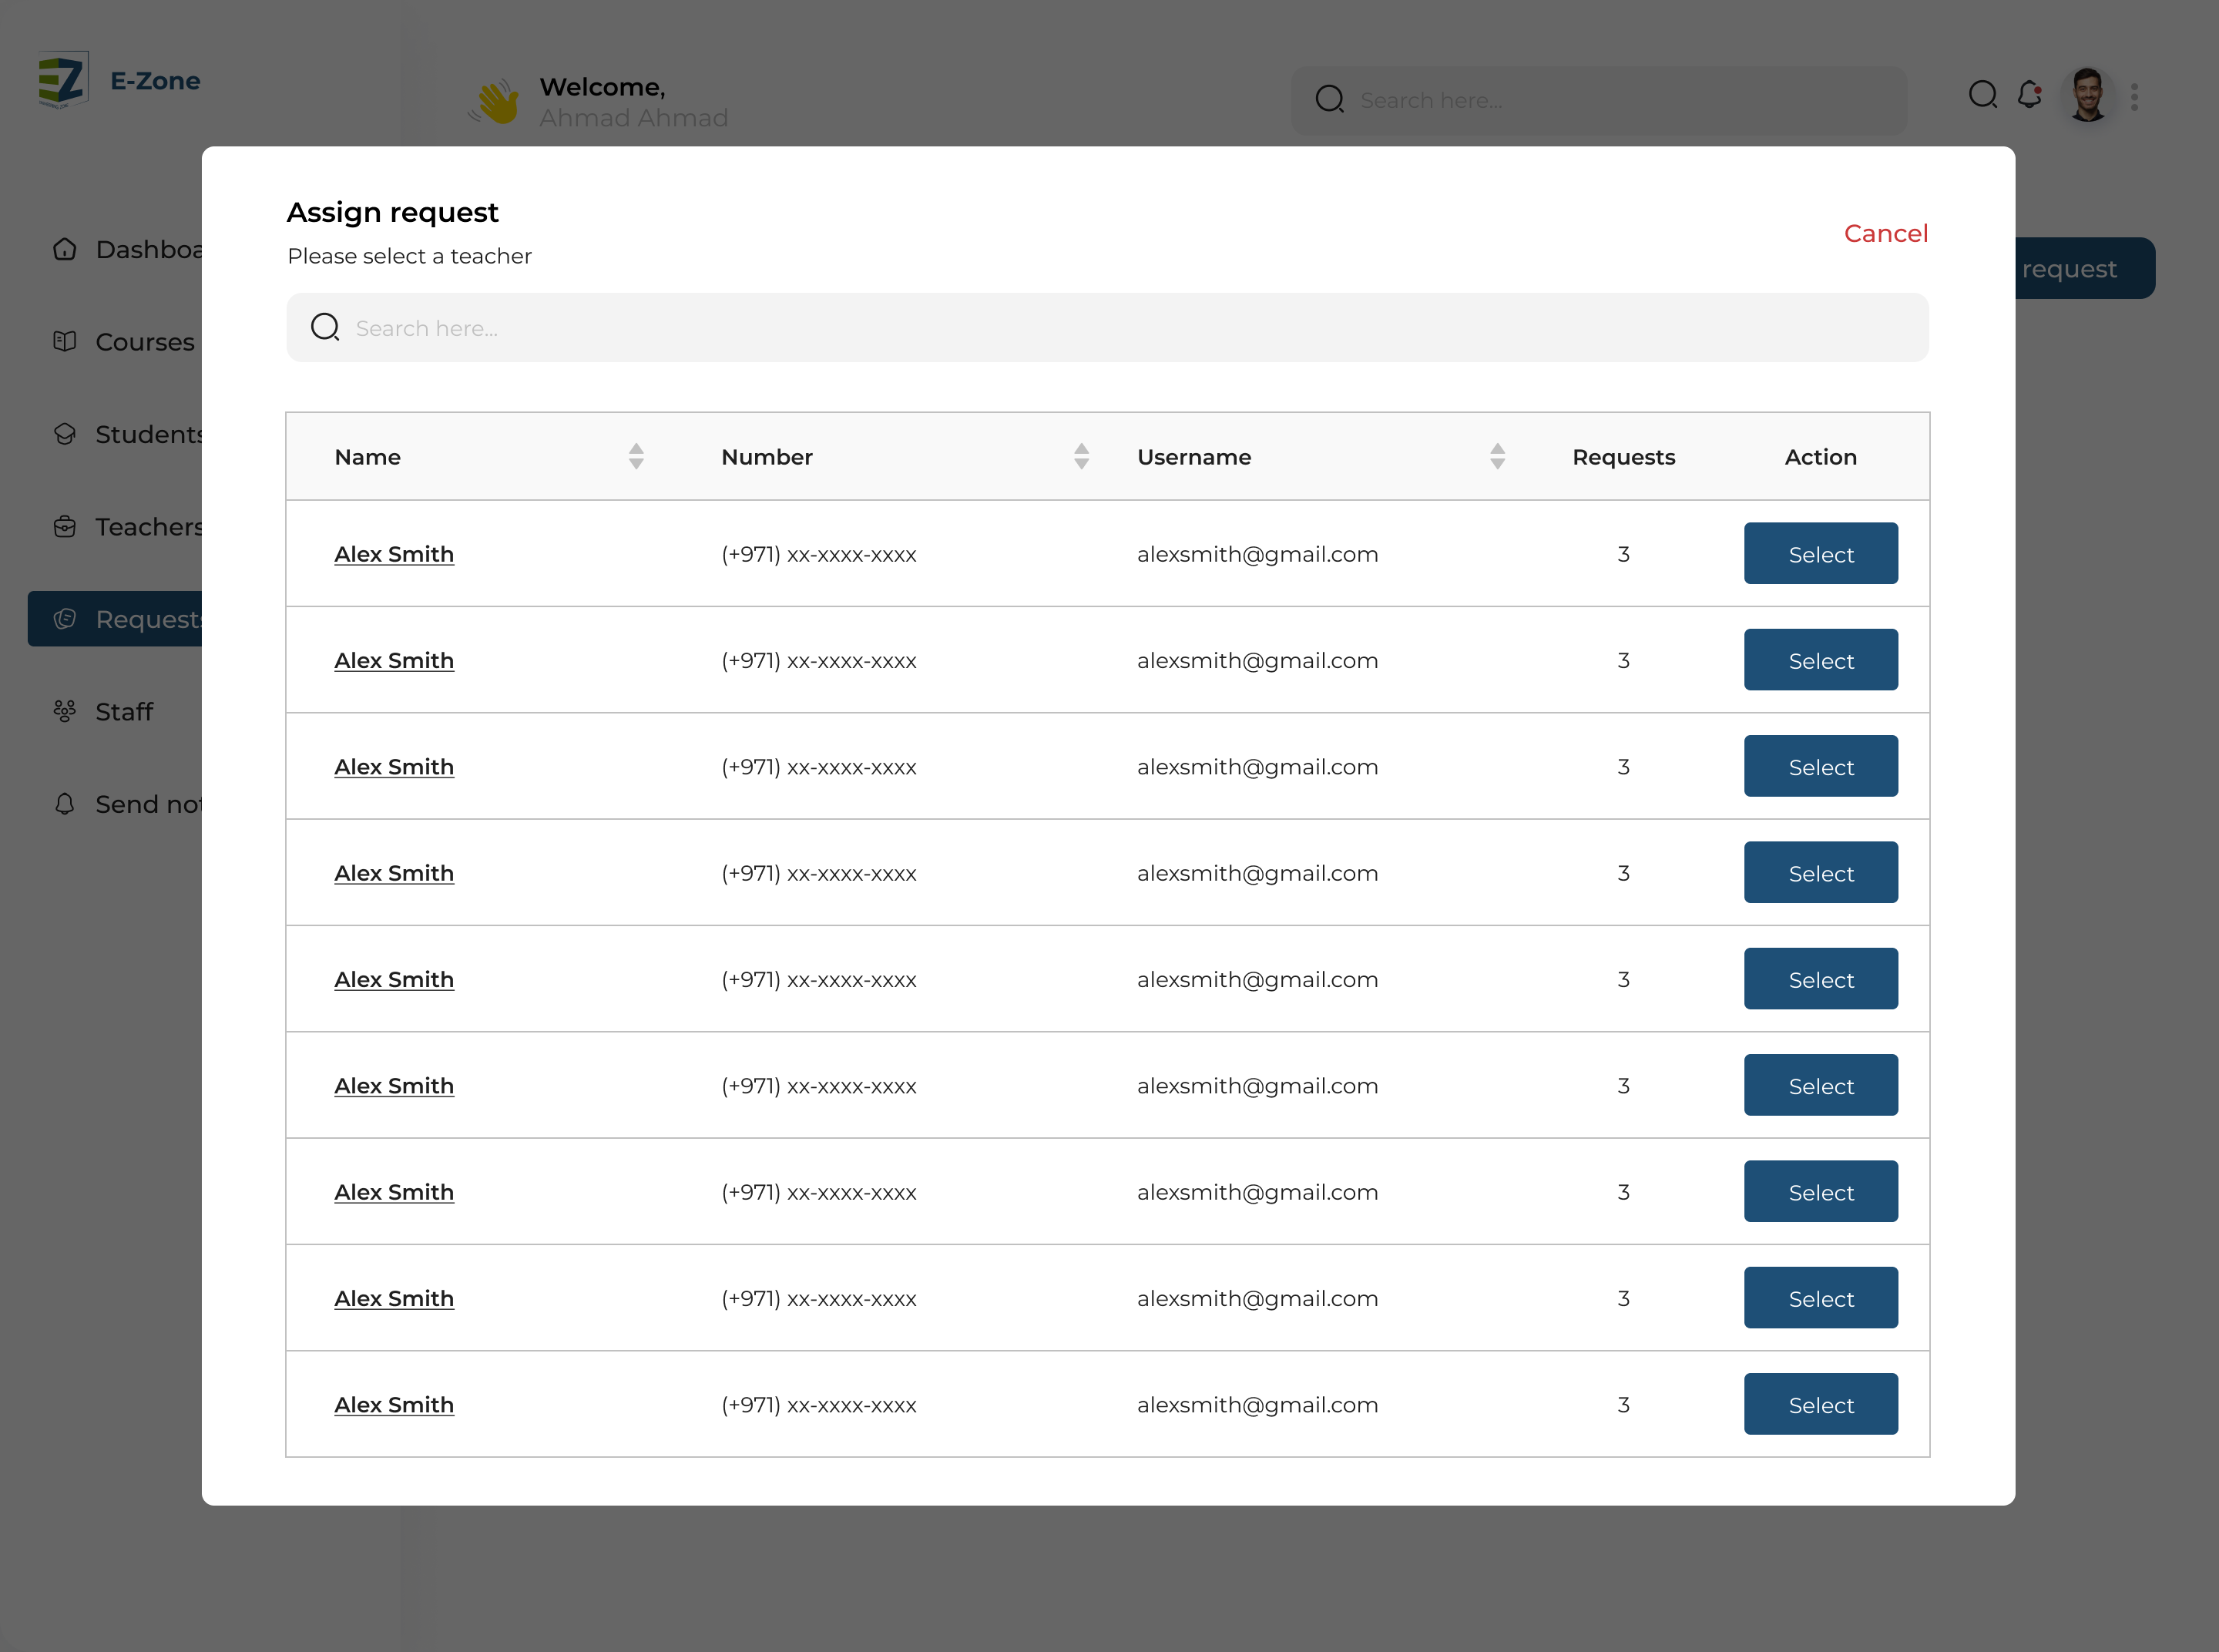 E-Zone
Welcome,
Ahmad Ahmad
Search here...
Assign request
Please select a teacher
Cancel
request
Search here...
Dashboa
Courses
Students
Teachers
Requests
Staff
Send not
Name Number Username Requests Action
Alex Smith (+971) xx-xxxx-xxxx alexsmith@gmail.com 3 Select
Alex Smith (+971) xx-xxxx-xxxx alexsmith@gmail.com 3 Select
Alex Smith (+971) xx-xxxx-xxxx alexsmith@gmail.com 3 Select
Alex Smith (+971) xx-xxxx-xxxx alexsmith@gmail.com 3 Select
Alex Smith (+971) xx-xxxx-xxxx alexsmith@gmail.com 3 Select
Alex Smith (+971) xx-xxxx-xxxx alexsmith@gmail.com 3 Select
Alex Smith (+971) xx-xxxx-xxxx alexsmith@gmail.com 3 Select
Alex Smith (+971) xx-xxxx-xxxx alexsmith@gmail.com 3 Select
Alex Smith (+971) xx-xxxx-xxxx alexsmith@gmail.com 3 Select